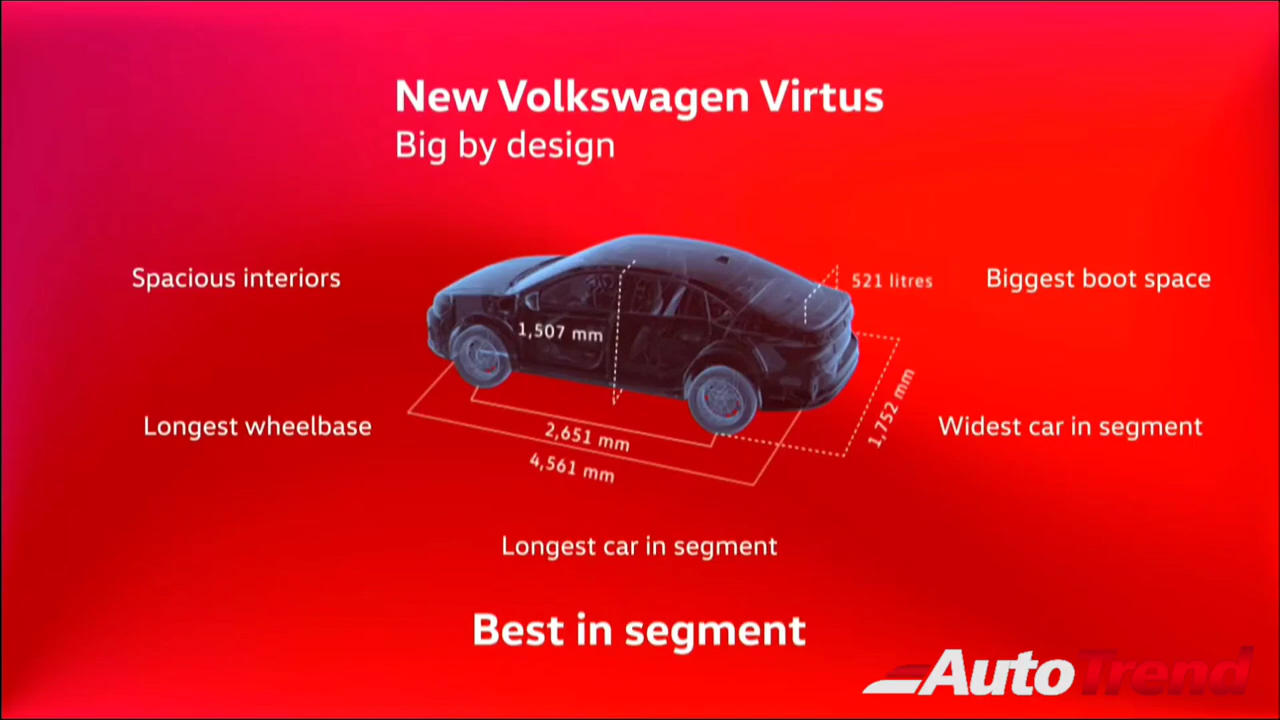 New Volkswagen Virtus
Big by design
Spacious interiors
521 litres
Biggest boot space
1,507 mm
Longest wheelbase
2,651 mm
4,561 mm
1,752 mm
Widest car in segment
Longest car in segment
Best in segment
AutoTrend